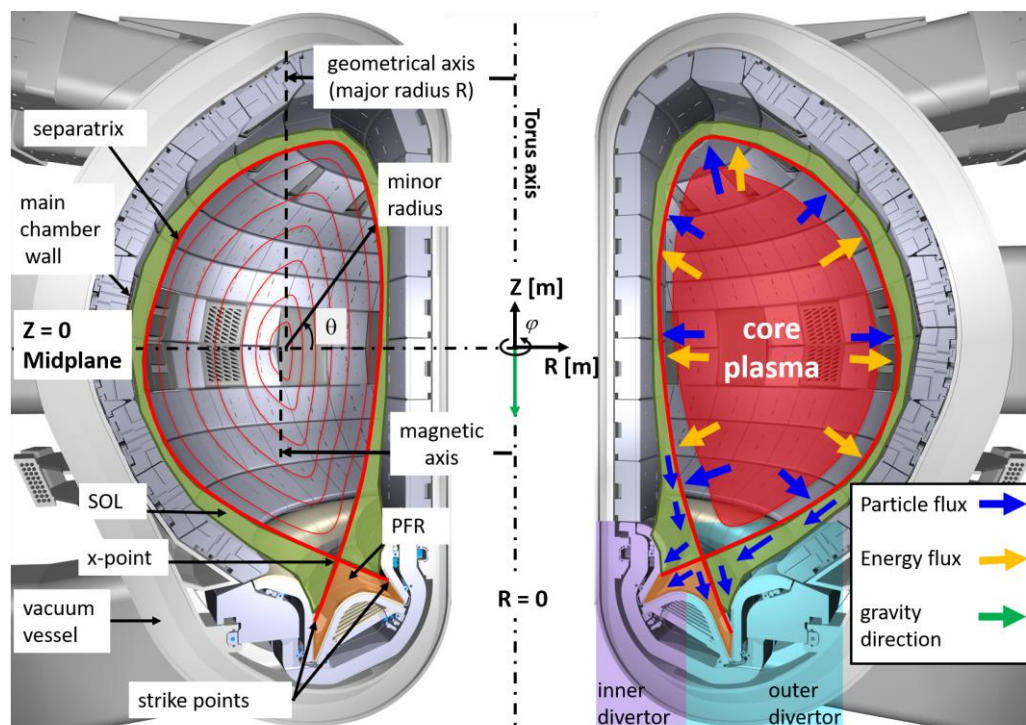 geometrical axis
(major radius R)
separatrix
Torus axis
minor
radius
main
chamber
wall
Z [m]
θ
φ
Z = 0
Midplane
R [m]
core
plasma
magnetic
axis
SOL
PFR
x-point
vacuum
vessel
R = 0
strike points
Particle flux
Energy flux
gravity
direction
inner
divertor
outer
divertor